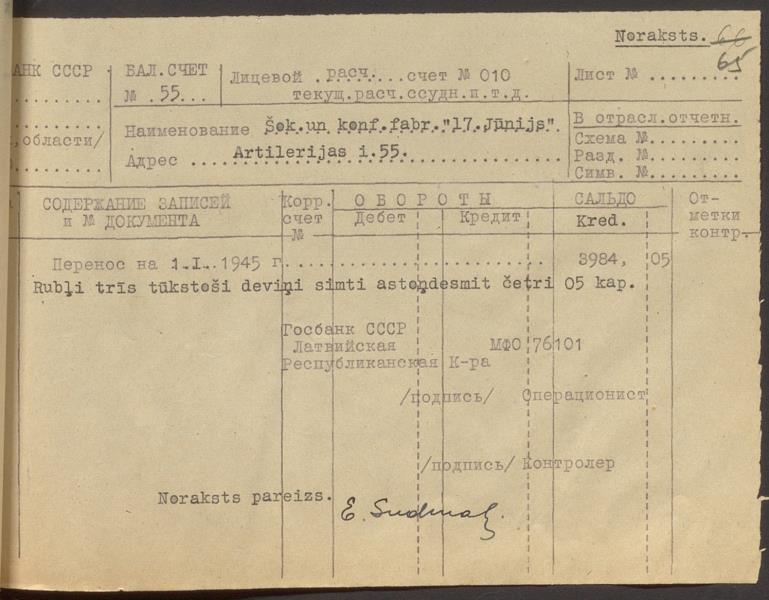 Noraksts. 66
65
АНК СССР БАЛ.СЧЕТ Лицевой .расч....счет № 010 Лист № .........
№ .55... текущ.расч.ссудн.и.т.д.
Наименование Šok.un konf.fabr."17.Jūnijs". В отрасл.отчетн.
,области/ Схема №.........
Адрес ....Artilerijas i.55. Разд. №.........
Симв. №.........
СОДЕРЖАНИЕ ЗАПИСЕЙ Корр. О Б О Р О Т Ы САЛЬДО От-
и № ДОКУМЕНТА счет Дебет Кредит Kred. метки
№ контр.
Перенос на 1.I. 1945 г......................... 3984, 05
Rubļi trīs tūkstoši deviņi simti astoņdesmit četri 05 kap.
Госбанк СССР
Латвийская МФО 76101
Республиканская К-ра
/подпись/ Операционист
/подпись/ Контролер
Noraksts pareizs.